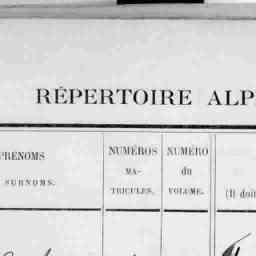 RÉPERTOIRE ALP
PRÉNOMS
SURNOMS.
NUMÉROS
MA-
TRICULES.
NUMÉRO
du
VOLUME.
(Il doit